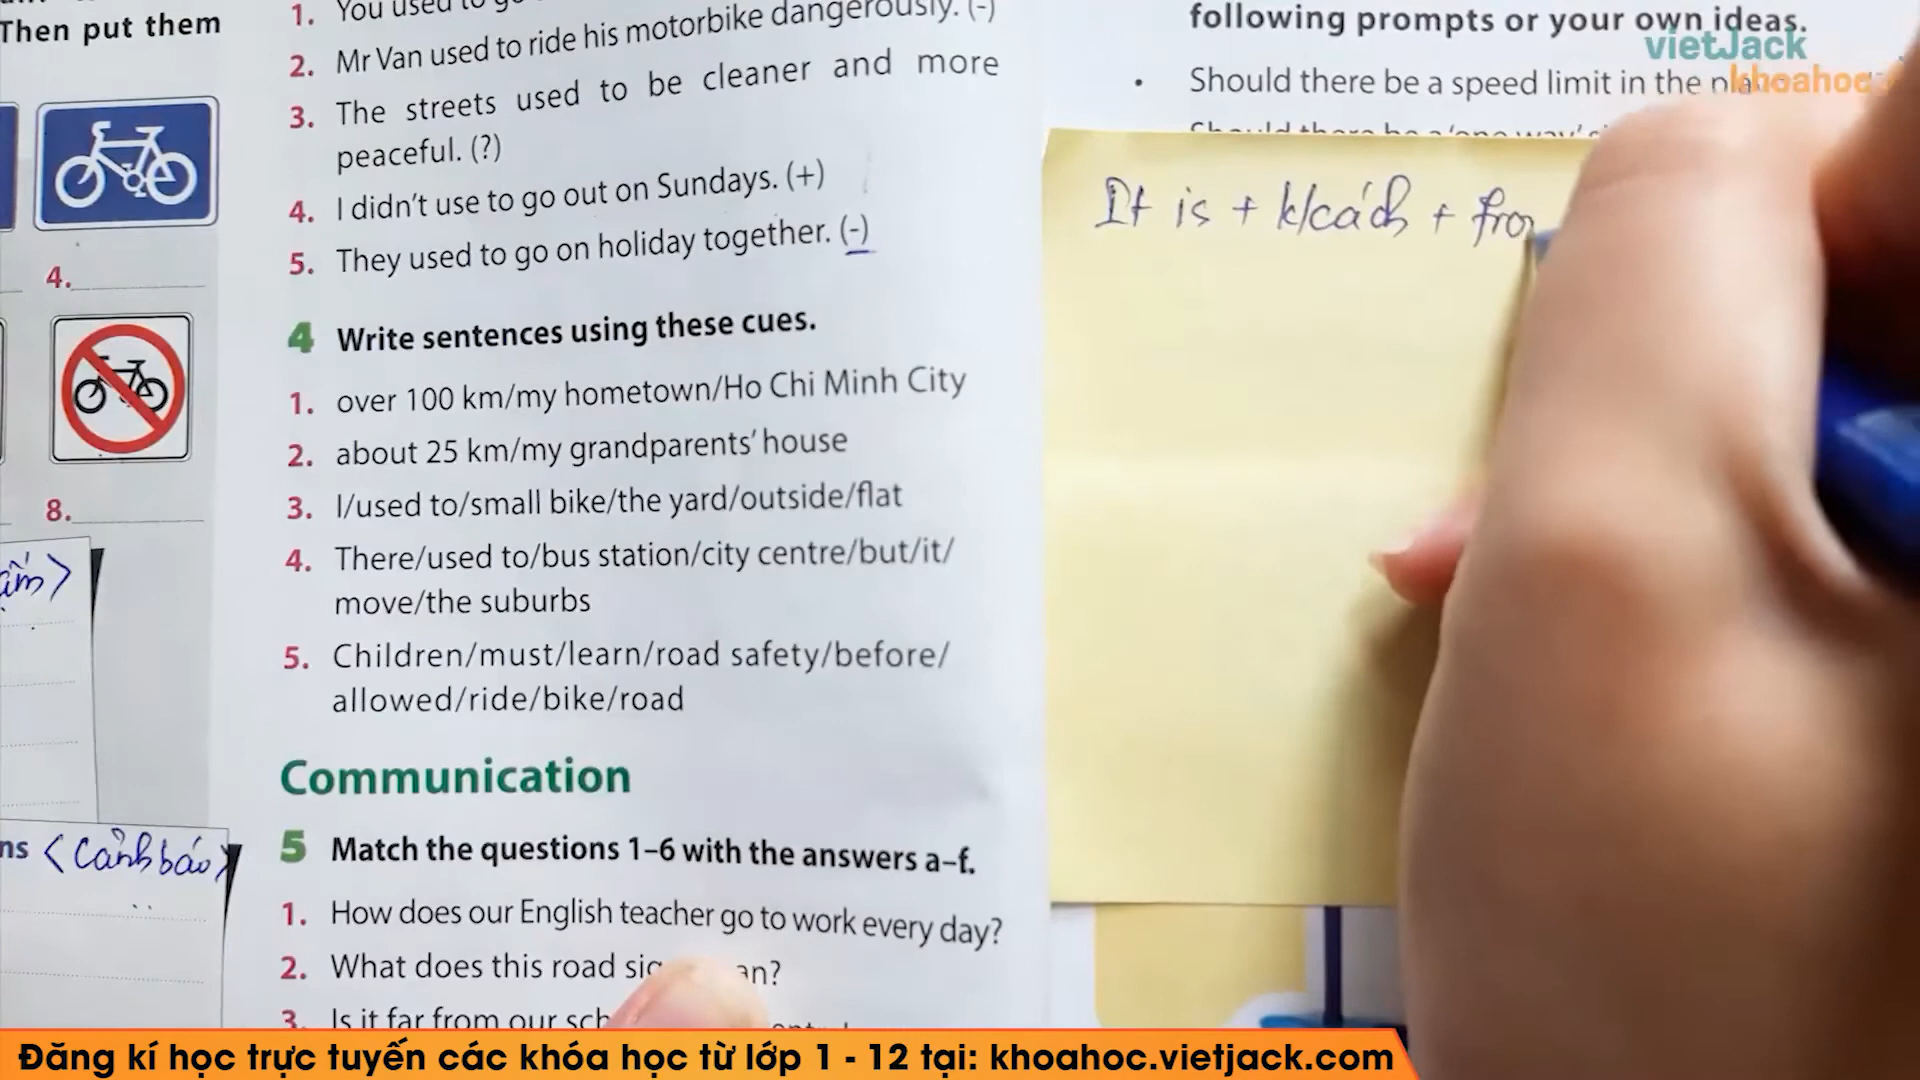 Then put them
4.
8.
ns <Cảnh báo>
1. You used to go
2. Mr Van used to ride his motorbike dangerously. (-)
3. The streets used to be cleaner and more
peaceful. (?)
4. I didn't use to go out on Sundays. (+)
5. They used to go on holiday together. (-)
4 Write sentences using these cues.
1. over 100 km/my hometown/Ho Chi Minh City
2. about 25 km/my grandparents' house
3. I/used to/small bike/the yard/outside/flat
4. There/used to/bus station/city centre/but/it/
move/the suburbs
5. Children/must/learn/road safety/before/
allowed/ride/bike/road
Communication
5 Match the questions 1–6 with the answers a–f.
1. How does our English teacher go to work every day?
2. What does this road
3. Is it far from our
following prompts or your own ideas.
vietJack
khoahoc
• Should there be a speed limit in the
Should there be a 'one way'
It is + k/cách + from
Đăng kí học trực tuyến các khóa học từ lớp 1 - 12 tại: khoahoc.vietjack.com